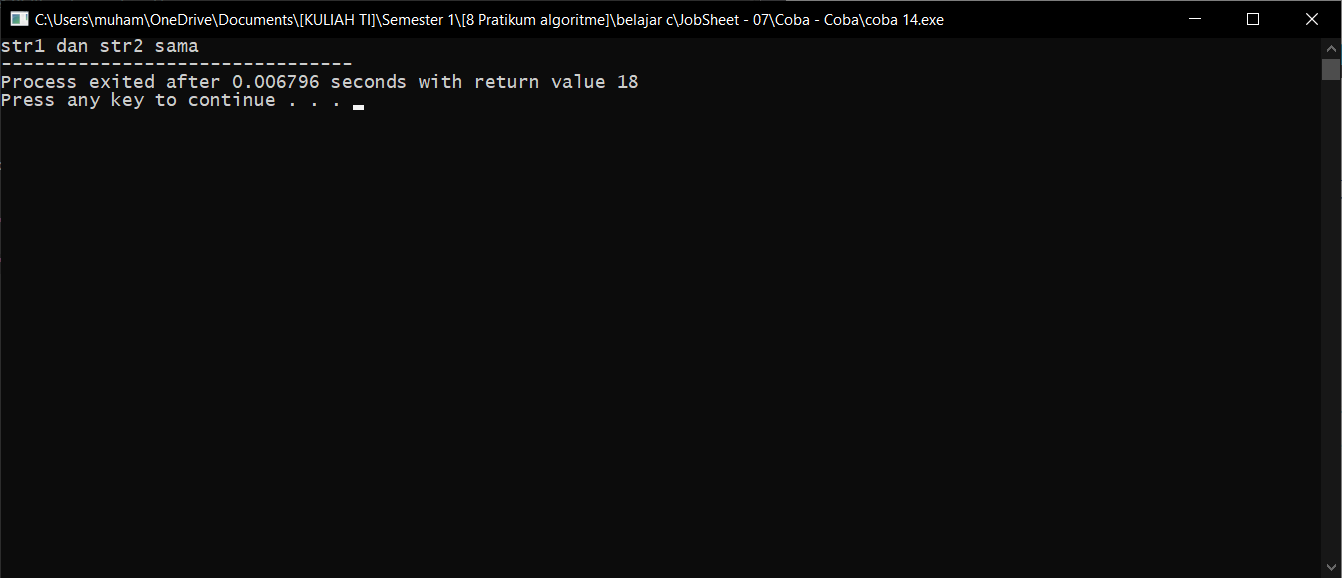 C:\Users\muham\OneDrive\Documents\[KULIAH TI]\Semester 1\[8 Pratikum algoritme]\belajar c\JobSheet - 07\Coba - Coba\coba 14.exe
str1 dan str2 sama
--------------------------------
Process exited after 0.006796 seconds with return value 18
Press any key to continue . . .